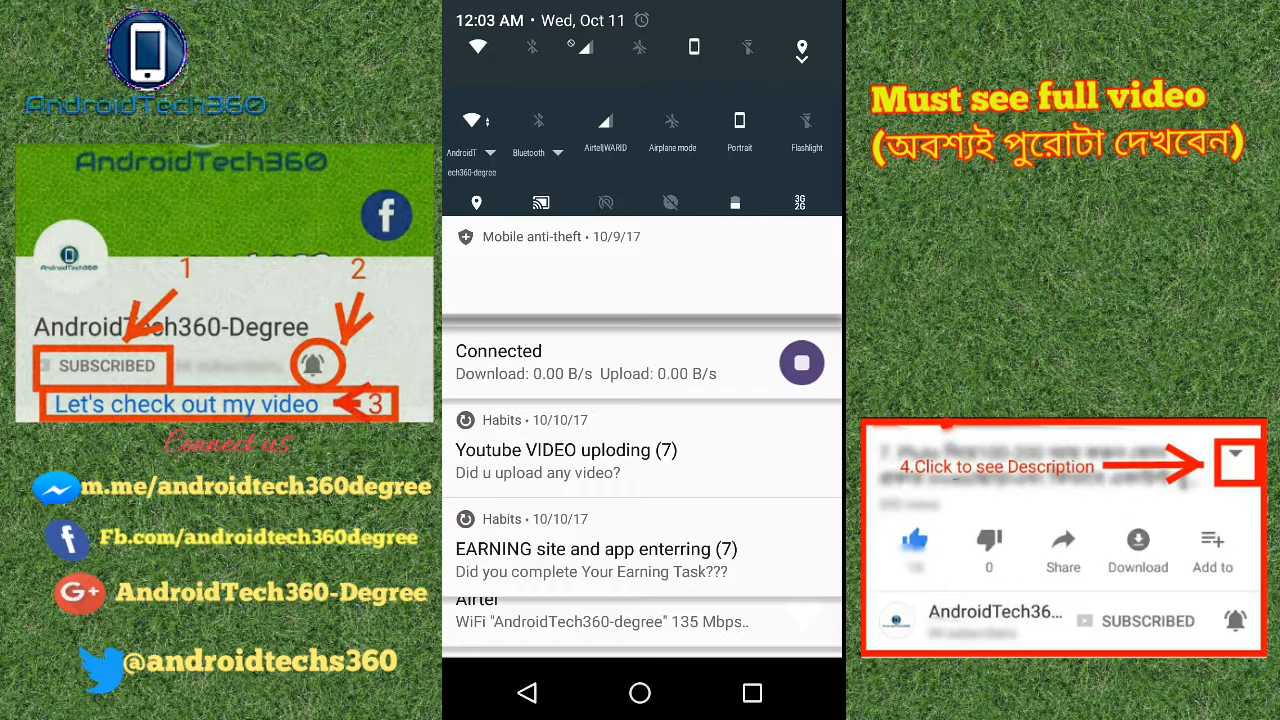 AndroidTech360
AndroidTech360
AndroidTech360
1
2
AndroidTech360-Degree
SUBSCRIBED
Let's check out my video
3
Connect us
m.me/androidtech360degree
Fb.com/androidtech360degree
G+
AndroidTech360-Degree
@androidtechs360
12:03 AM • Wed, Oct 11
AndroidT
ech360-degree
Bluetooth
Airtel|WARID
Airplane mode
Portrait
Flashlight
3G
2G
Mobile anti-theft • 10/9/17
Connected
Download: 0.00 B/s Upload: 0.00 B/s
Habits • 10/10/17
Youtube VIDEO uploding (7)
Did u upload any video?
Habits • 10/10/17
EARNING site and app enterring (7)
Did you complete Your Earning Task???
Airtel
WiFi "AndroidTech360-degree" 135 Mbps..
Must see full video
(অবশ্যই পুরোটা দেখবেন)
4.Click to see Description
0
Share
Download
Add to
AndroidTech36...
SUBSCRIBED